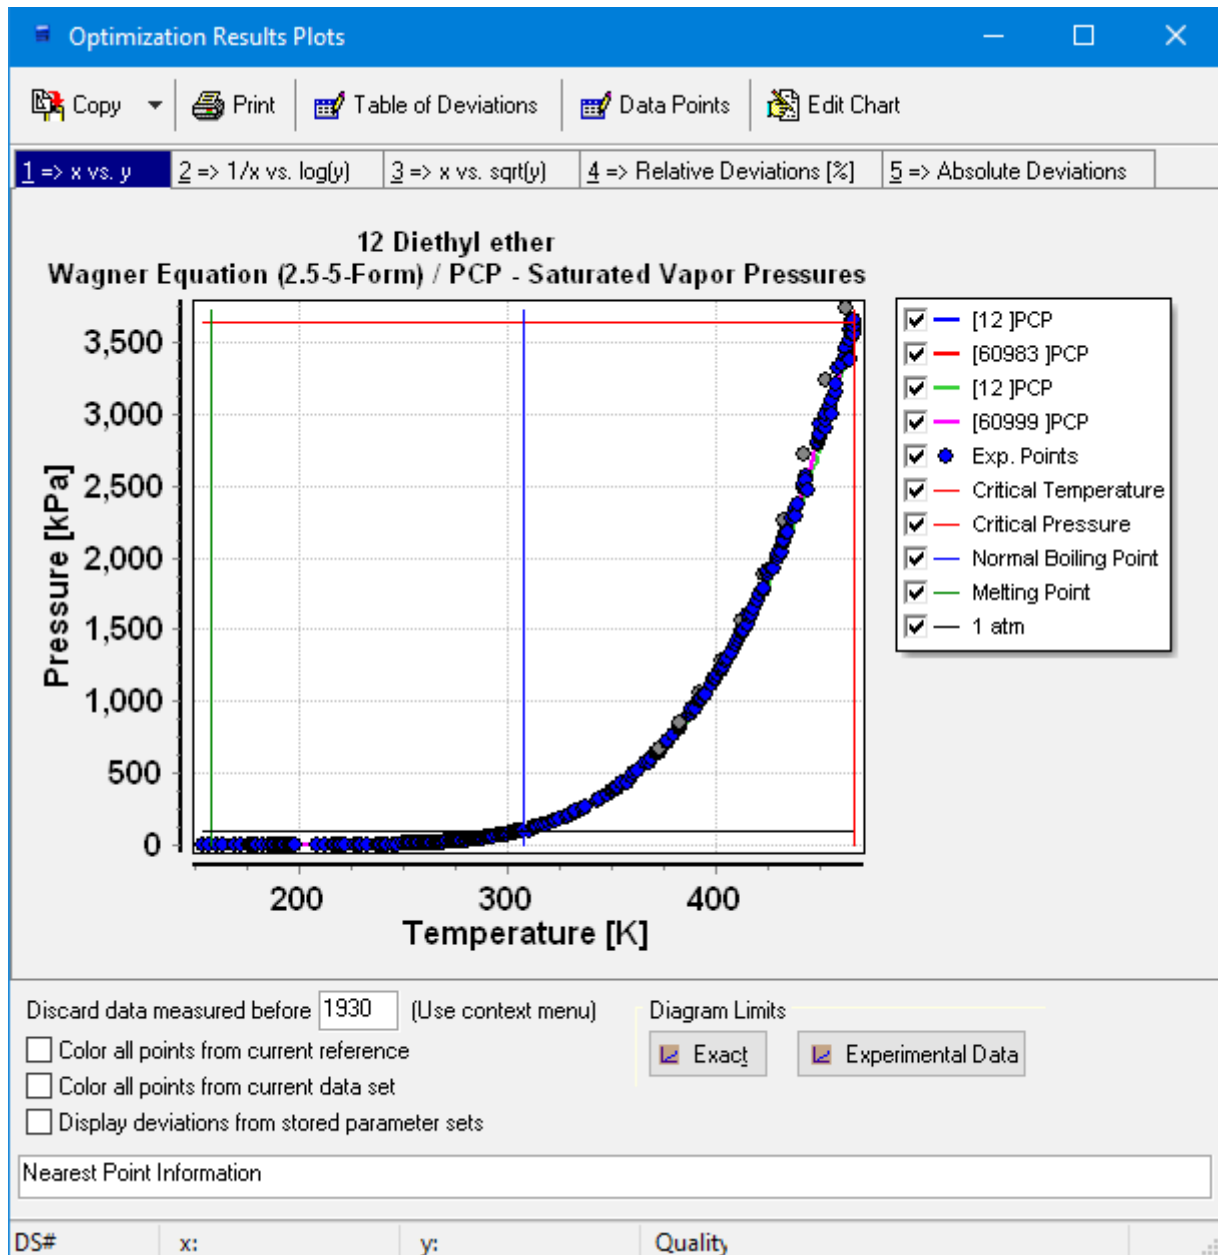 Optimization Results Plots
Copy Print Table of Deviations Data Points Edit Chart
1 => x vs. y 2 => 1/x vs. log(y) 3 => x vs. sqrt(y) 4 => Relative Deviations [%] 5 => Absolute Deviations
12 Diethyl ether
Wagner Equation (2.5-5-Form) / PCP - Saturated Vapor Pressures
Pressure [kPa]
3,500
3,000
2,500
2,000
1,500
1,000
500
0
200 300 400
Temperature [K]
[12 ]PCP
[60983 ]PCP
[12 ]PCP
[60999 ]PCP
Exp. Points
Critical Temperature
Critical Pressure
Normal Boiling Point
Melting Point
1 atm
Discard data measured before 1930 (Use context menu)
Color all points from current reference
Color all points from current data set
Display deviations from stored parameter sets
Diagram Limits
Exact Experimental Data
Nearest Point Information
DS# x: y: Quality